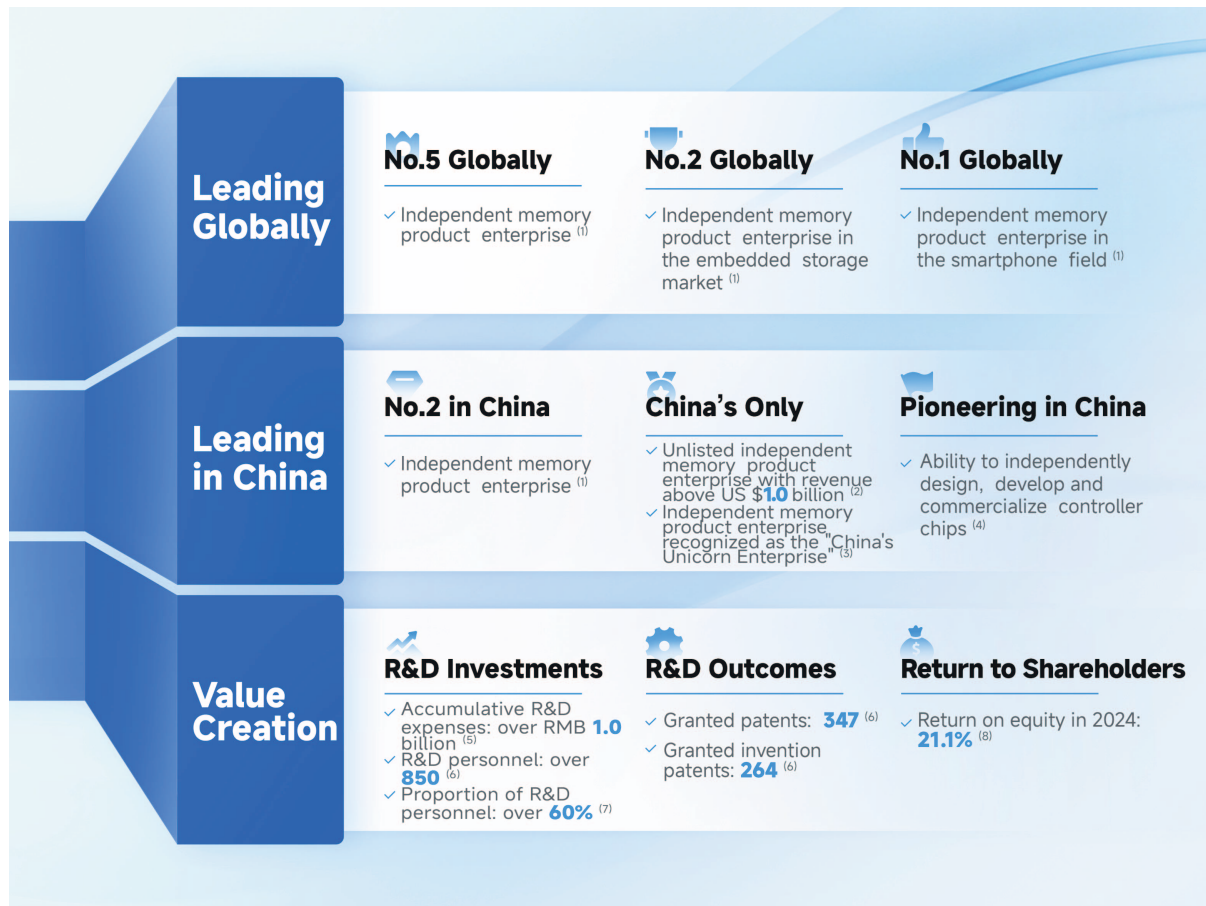 Leading
Globally
No.5 Globally
✓ Independent memory
product enterprise (1)
No.2 Globally
✓ Independent memory
product enterprise in
the embedded storage
market (1)
No.1 Globally
✓ Independent memory
product enterprise in
the smartphone field (1)
Leading
in China
No.2 in China
✓ Independent memory
product enterprise (1)
China's Only
✓ Unlisted independent
memory product
enterprise with revenue
above US $1.0 billion (2)
✓ Independent memory
product enterprise
recognized as the "China's
Unicorn Enterprise" (3)
Pioneering in China
✓ Ability to independently
design, develop and
commercialize controller
chips (4)
Value
Creation
R&D Investments
✓ Accumulative R&D
expenses: over RMB 1.0
billion (5)
✓ R&D personnel: over
850 (6)
✓ Proportion of R&D
personnel: over 60% (7)
R&D Outcomes
✓ Granted patents: 347 (6)
✓ Granted invention
patents: 264 (6)
$
Return to Shareholders
✓ Return on equity in 2024:
21.1% (8)